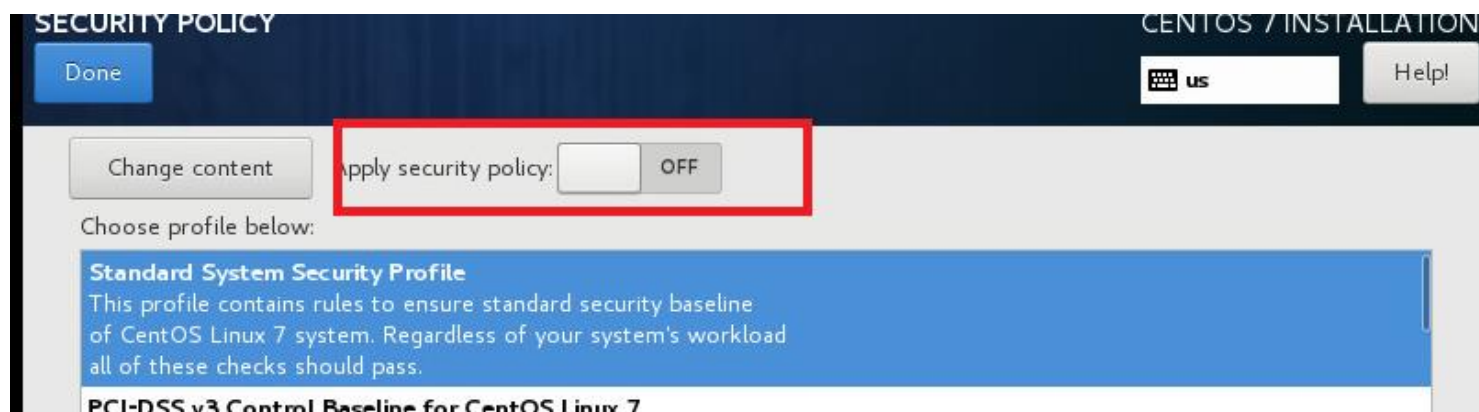 SECURITY POLICY
CENTOS 7 INSTALLATION
Done
us
Help!
Change content
Apply security policy:
OFF
Choose profile below:
Standard System Security Profile
This profile contains rules to ensure standard security baseline
of CentOS Linux 7 system. Regardless of your system's workload
all of these checks should pass.
PCI-DSS v3 Control Baseline for CentOS Linux 7